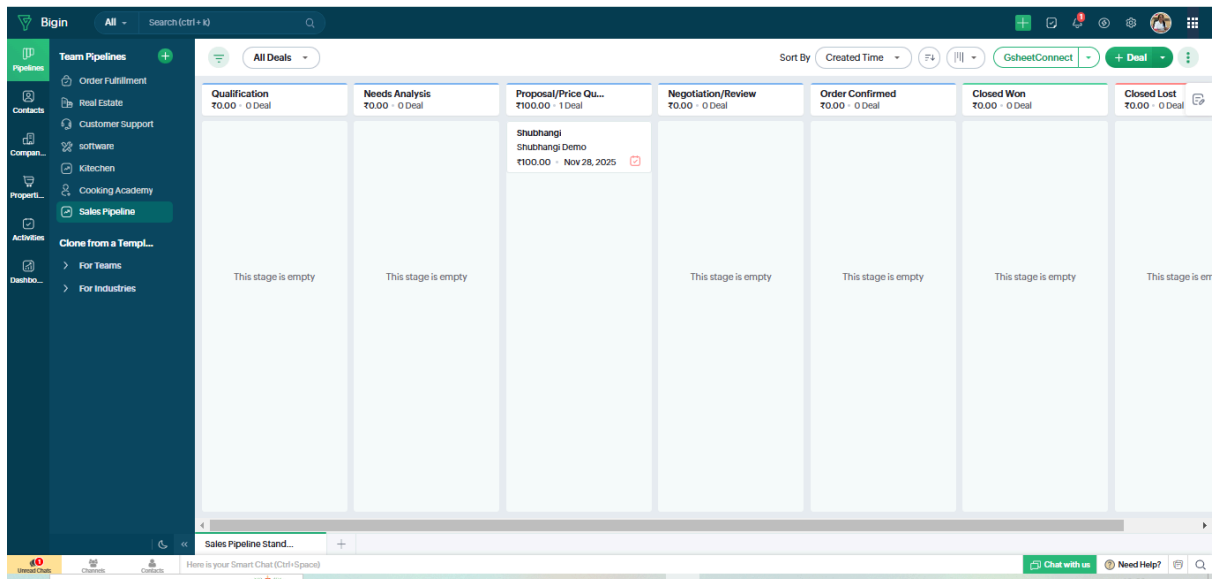 Bigin
All
Search (ctrl + k)
1
Pipelines
Contacts
Compan...
Properti...
Activities
Dashbo...
Team Pipelines
Order Fulfillment
Real Estate
Customer Support
software
Kitechen
Cooking Academy
Sales Pipeline
Clone from a Templ...
For Teams
For Industries
All Deals
Sort By
Created Time
GsheetConnect
+ Deal
Qualification
₹0.00 - 0 Deal
Needs Analysis
₹0.00 - 0 Deal
Proposal/Price Qu...
₹100.00 - 1 Deal
Negotiation/Review
₹0.00 - 0 Deal
Order Confirmed
₹0.00 - 0 Deal
Closed Won
₹0.00 - 0 Deal
Closed Lost
₹0.00 - 0 Deal
Shubhangi
Shubhangi Demo
₹100.00 - Nov 28, 2025
This stage is empty
This stage is empty
This stage is empty
This stage is empty
This stage is empty
This stage is em
Sales Pipeline Stand...
Unread Chats
Channels
Contacts
Here is your Smart Chat (Ctrl+Space)
Chat with us
Need Help?